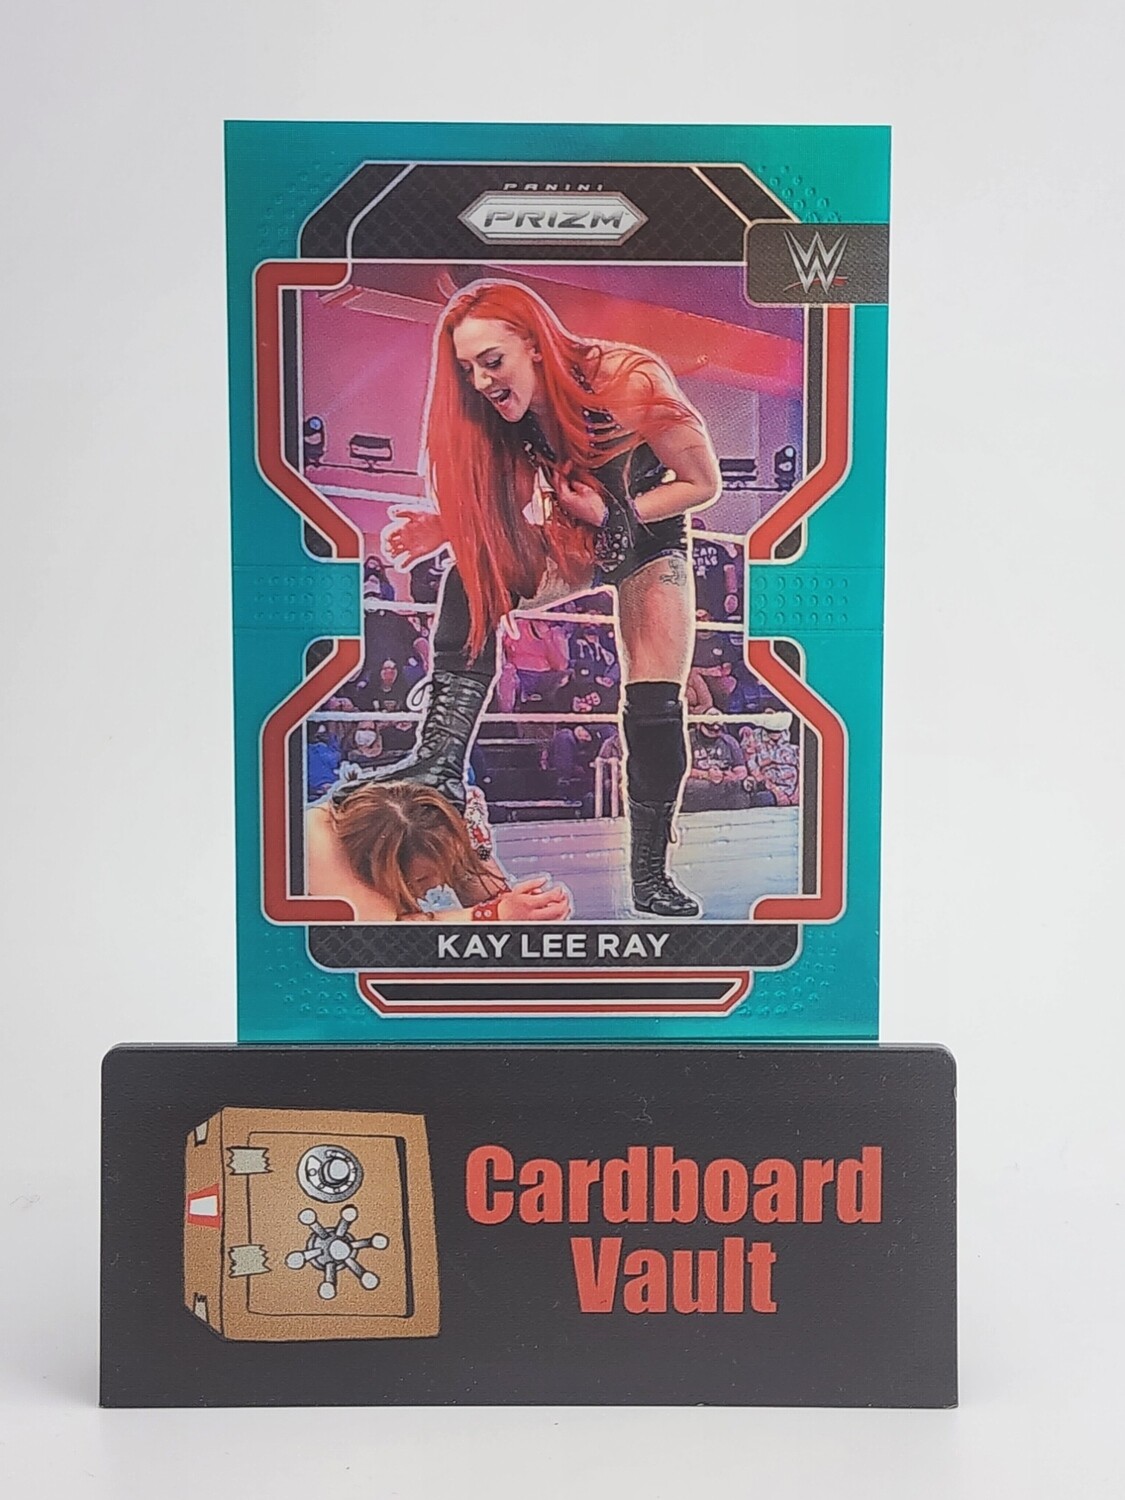 PANINI
PRIZM
W
KAY LEE RAY
Cardboard
Vault